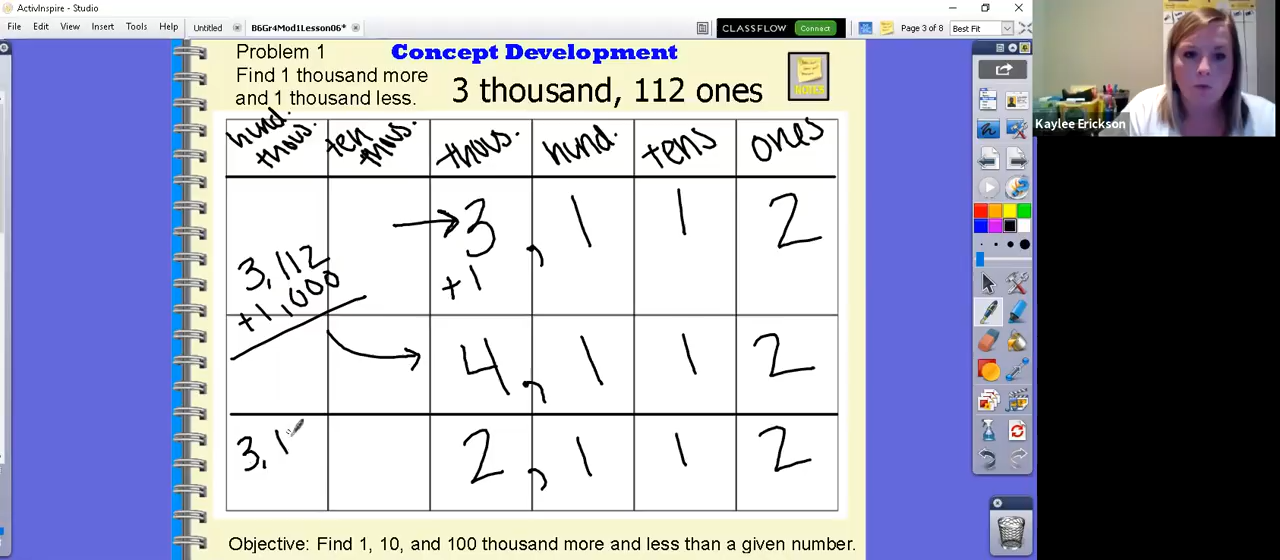 ActivInspire - Studio
Untitled
B6Gr4Mod1Lesson06*
File Edit View Insert Tools Help
CLASSFLOW Connect
Page 3 of 8
Best Fit
Kaylee Erickson
Problem 1
Find 1 thousand more
and 1 thousand less.
Concept Development
3 thousand, 112 ones
NOTES
hund. thous. ten thous. thous. hund. tens ones
3, 1 1 2
3,112
+1,000
+1
4, 1 1 2
3,1
2, 1 1 2
Objective: Find 1, 10, and 100 thousand more and less than a given number.